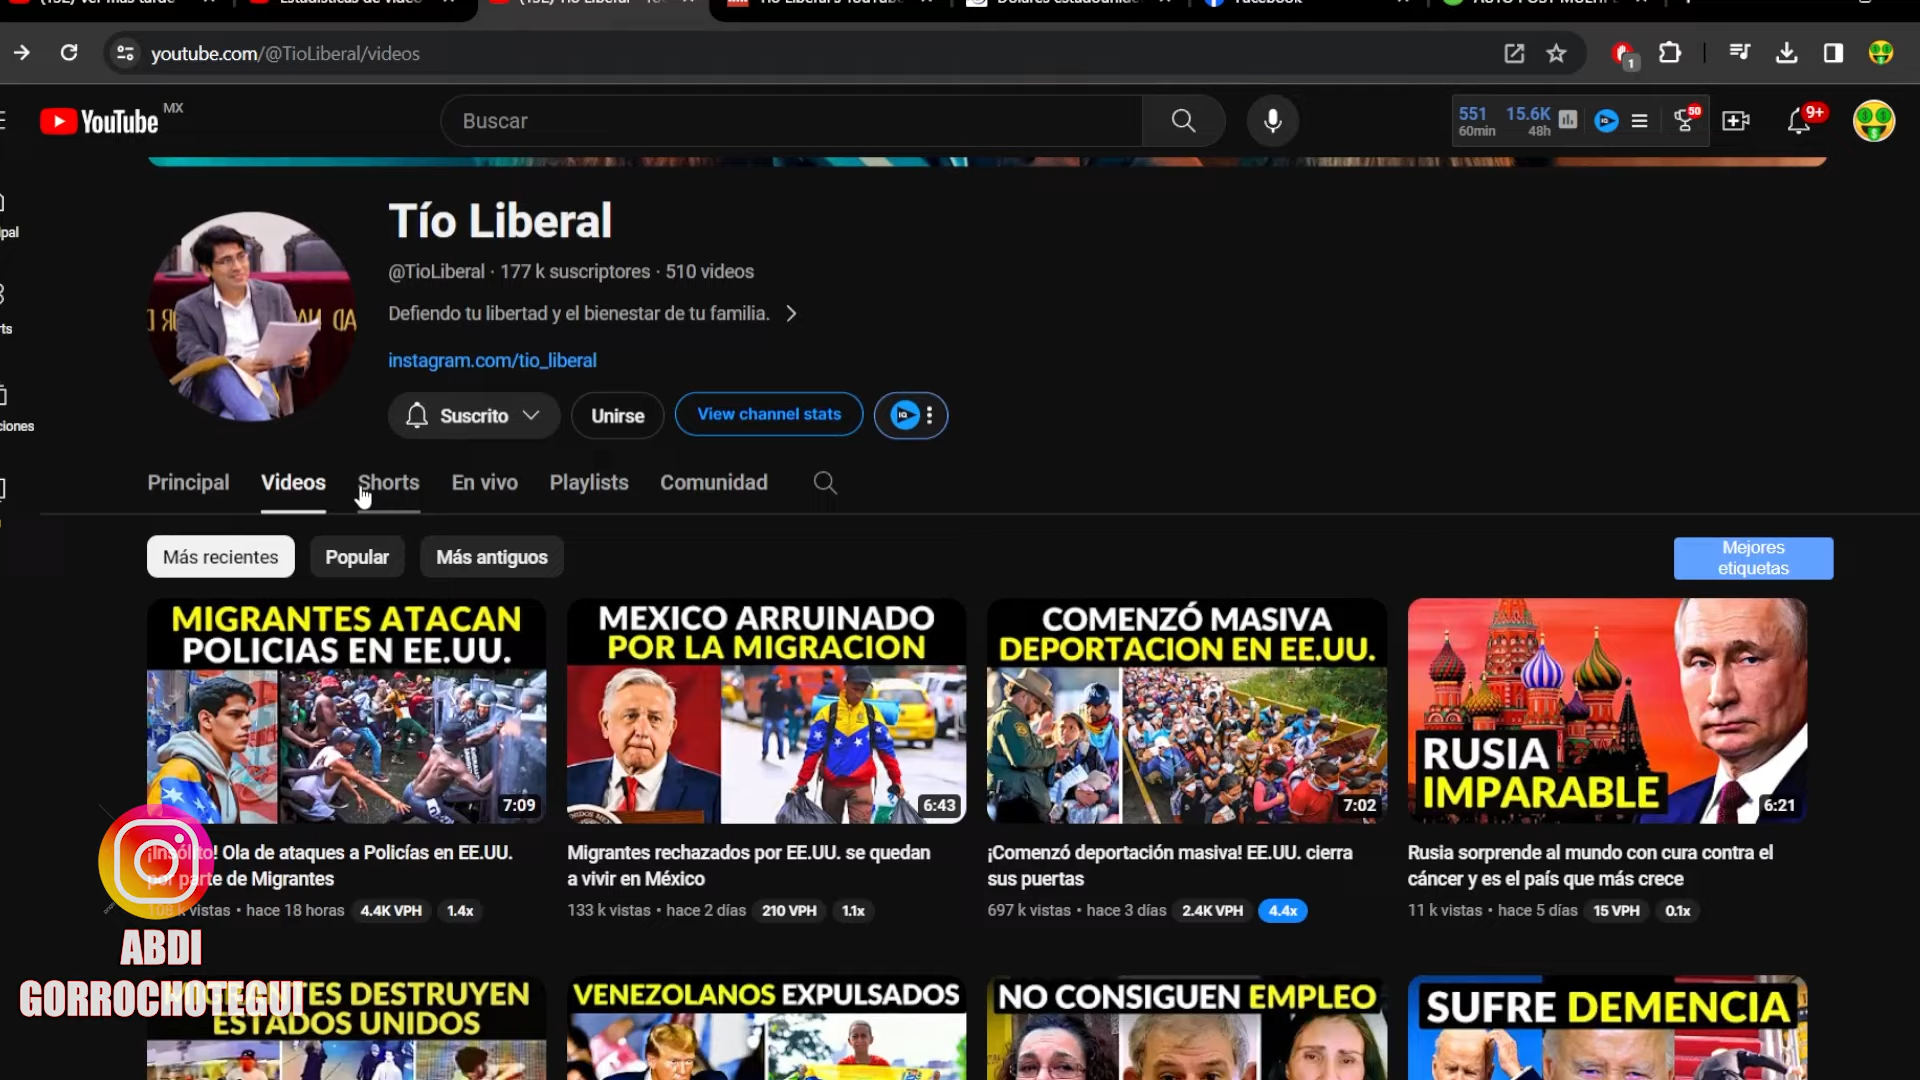 youtube.com/@TioLiberal/videos
1
YouTube MX
Buscar
551 15.6K
60min 48h
50
9+
Tío Liberal
@TioLiberal · 177 k suscriptores · 510 videos
Defiendo tu libertad y el bienestar de tu familia.
instagram.com/tio_liberal
Suscrito
Unirse
View channel stats
IQ
Principal
Videos
Shorts
En vivo
Playlists
Comunidad
Más recientes
Popular
Más antiguos
Mejores
etiquetas
MIGRANTES ATACAN
POLICIAS EN EE.UU.
7:09
MEXICO ARRUINADO
POR LA MIGRACION
6:43
COMENZÓ MASIVA
DEPORTACION EN EE.UU.
7:02
RUSIA
IMPARABLE
6:21
¡Insólito! Ola de ataques a Policías en EE.UU.
por parte de Migrantes
108 k vistas • hace 18 horas 4.4K VPH 1.4x
Migrantes rechazados por EE.UU. se quedan
a vivir en México
133 k vistas • hace 2 días 210 VPH 1.1x
¡Comenzó deportación masiva! EE.UU. cierra
sus puertas
697 k vistas • hace 3 días 2.4K VPH 4.4x
Rusia sorprende al mundo con cura contra el
cáncer y es el país que más crece
11 k vistas • hace 5 días 15 VPH 0.1x
ABDI
GORROCHOTEGUI
MIGRANTES DESTRUYEN
ESTADOS UNIDOS
VENEZOLANOS EXPULSADOS
NO CONSIGUEN EMPLEO
SUFRE DEMENCIA